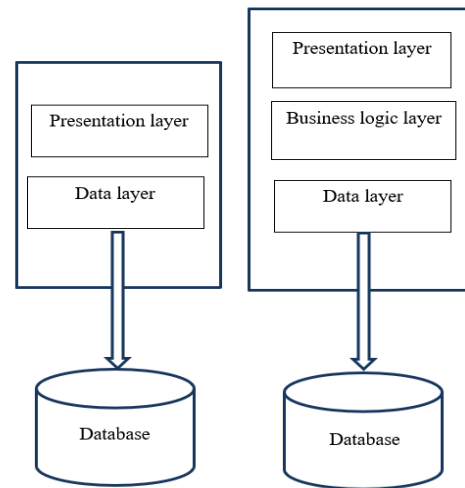 Presentation layer
Data layer
Database
Presentation layer
Business logic layer
Data layer
Database